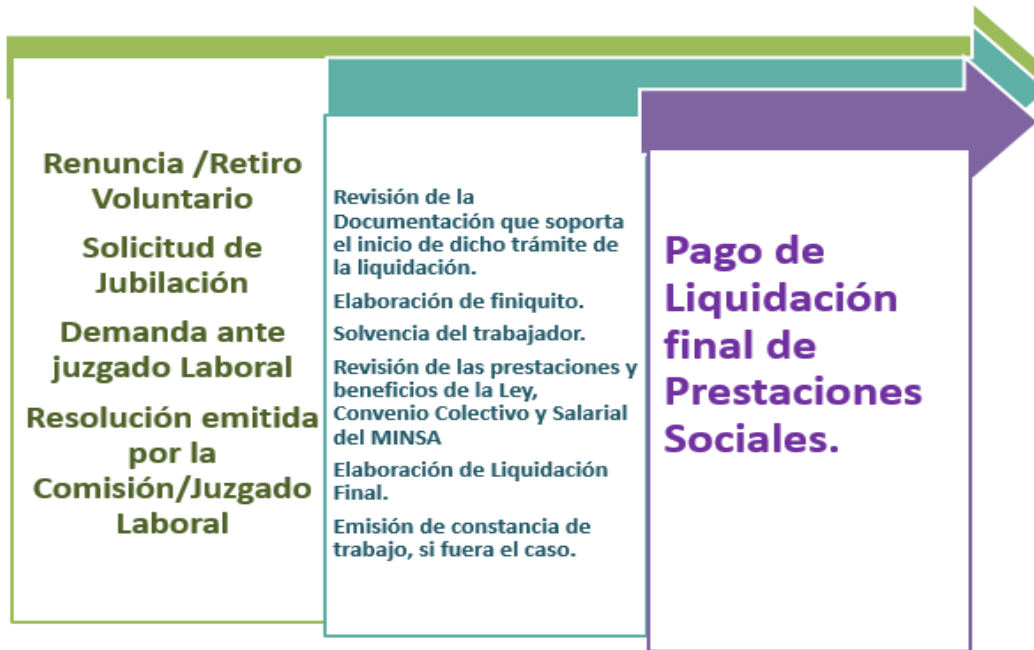 Renuncia /Retiro
Voluntario
Solicitud de
Jubilación
Demanda ante
juzgado Laboral
Resolución emitida
por la
Comisión/Juzgado
Laboral
Revisión de la
Documentación que soporta
el inicio de dicho trámite de
la liquidación.
Elaboración de finiquito.
Solvencia del trabajador.
Revisión de las prestaciones y
beneficios de la Ley,
Convenio Colectivo y Salarial
del MINSA
Elaboración de Liquidación
Final.
Emisión de constancia de
trabajo, si fuera el caso.
Pago de
Liquidación
final de
Prestaciones
Sociales.